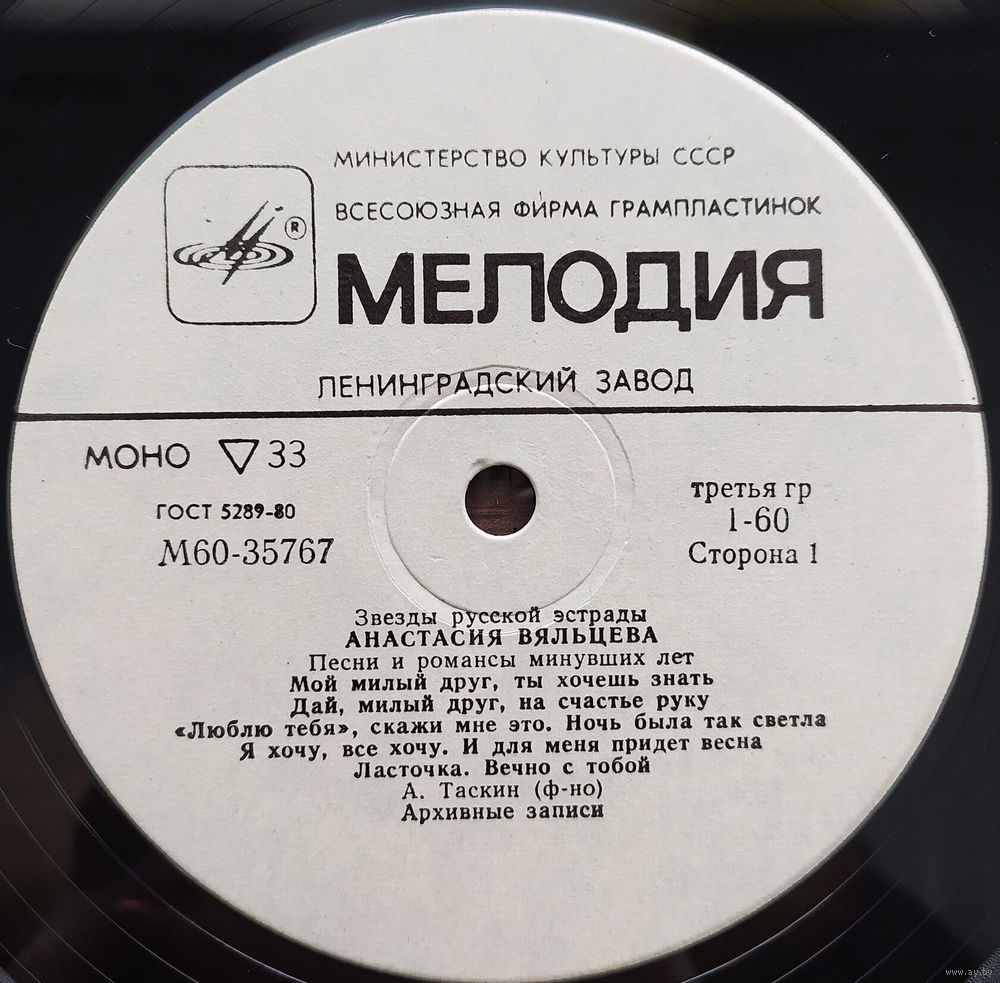 МИНИСТЕРСТВО КУЛЬТУРЫ СССР
ВСЕСОЮЗНАЯ ФИРМА ГРАМПЛАСТИНОК
®
МЕЛОДИЯ
ЛЕНИНГРАДСКИЙ ЗАВОД
МОНО ▽ 33
ГОСТ 5289-80
М60-35767
третья гр
1-60
Сторона 1
Звезды русской эстрады
АНАСТАСИЯ ВЯЛЬЦЕВА
Песни и романсы минувших лет
Мой милый друг, ты хочешь знать
Дай, милый друг, на счастье руку
«Люблю тебя», скажи мне это. Ночь была так светла
Я хочу, все хочу. И для меня придет весна
Ласточка. Вечно с тобой
А. Таскин (ф-но)
Архивные записи
www.ay.by